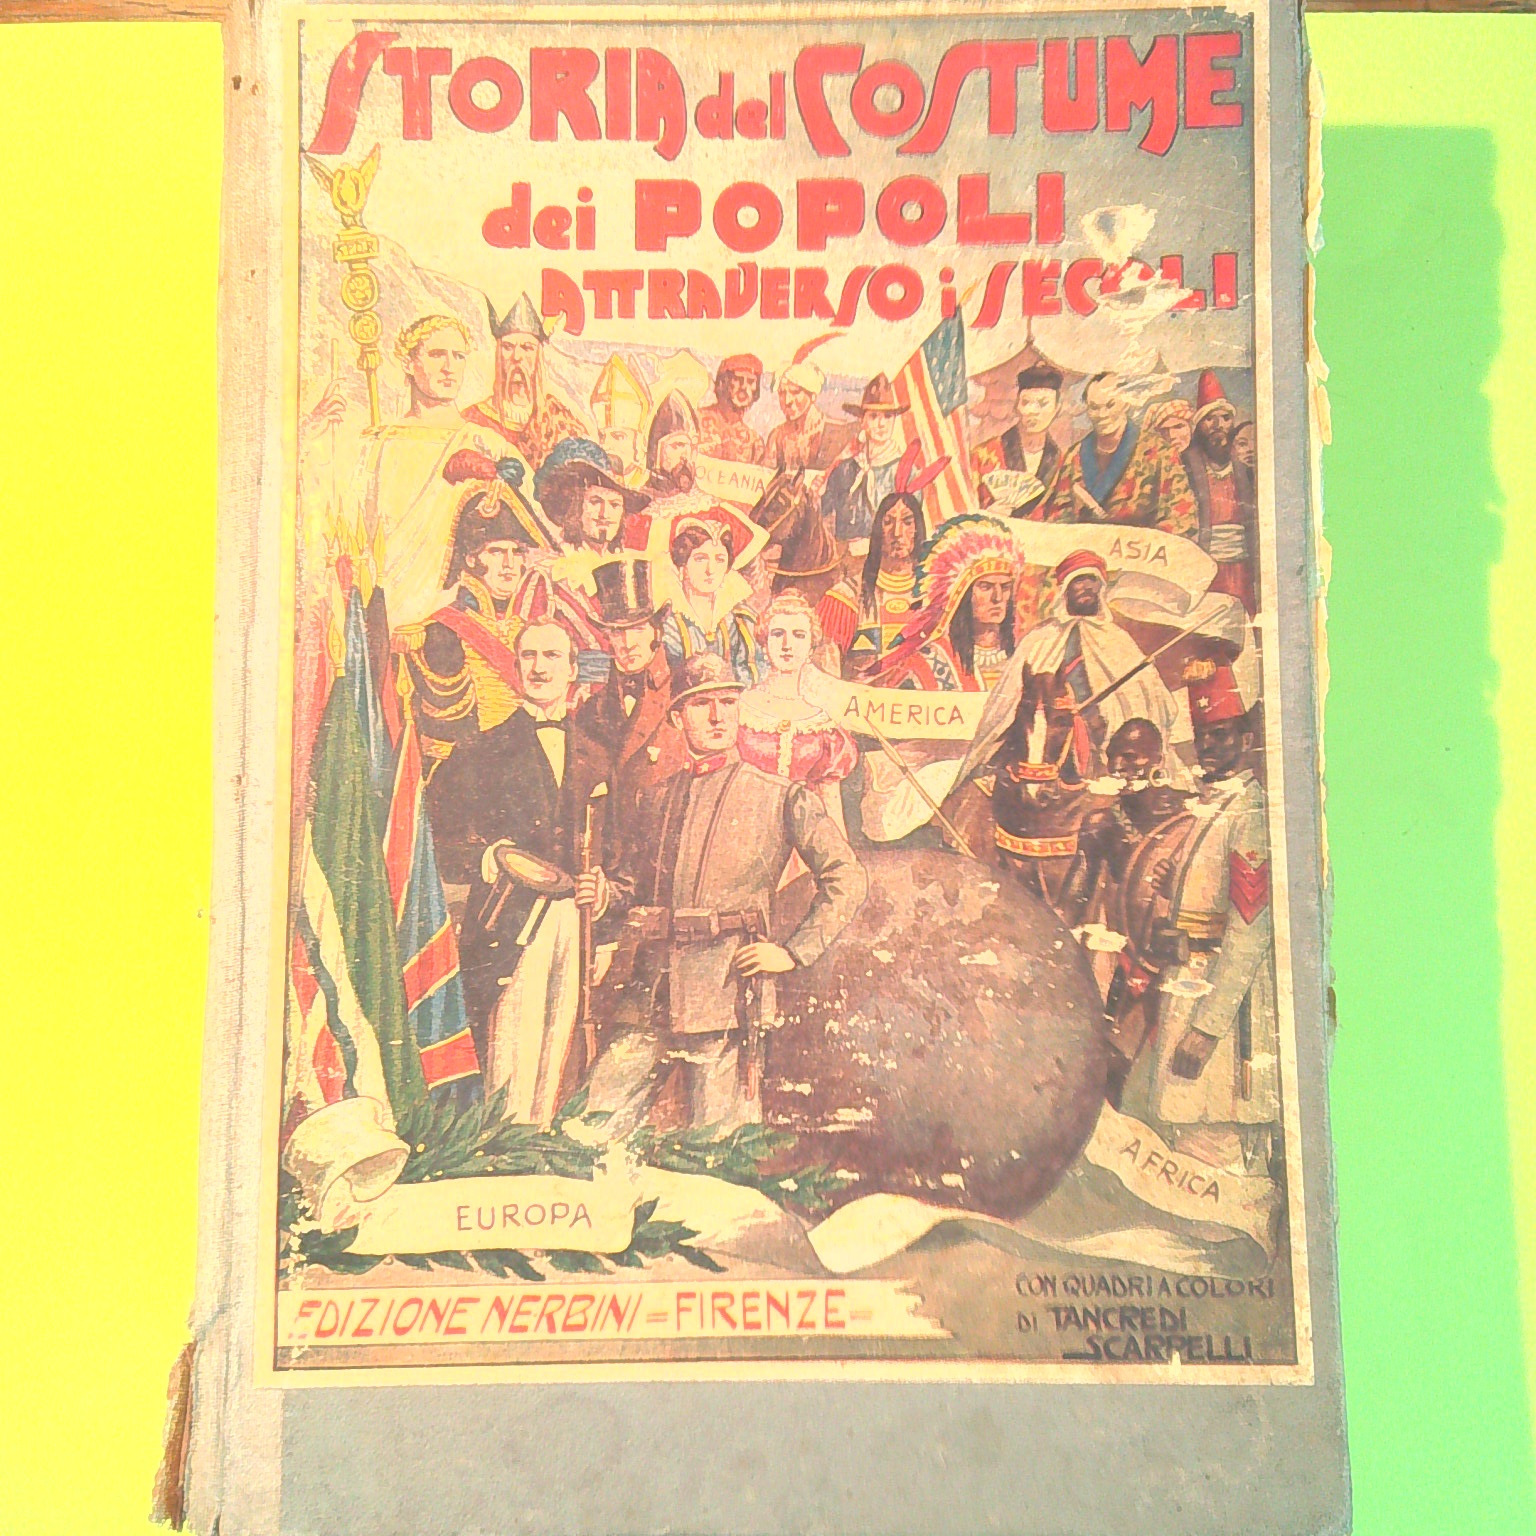 STORIA del COSTUME
dei POPOLI
ATTRAVERSO i SECOLI
S.P.Q.R
OCEANIA
ASIA
AMERICA
AFRICA
EUROPA
EDIZIONE NERBINI = FIRENZE =
CON QUADRI A COLORI
DI TANCREDI
SCARPELLI